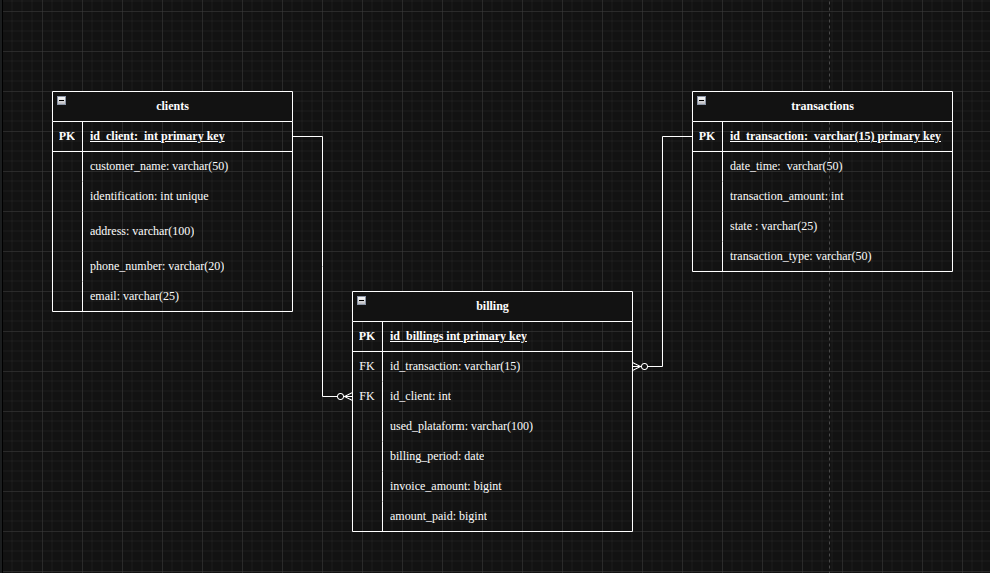 clients
PK id_client: int primary key
customer_name: varchar(50)
identification: int unique
address: varchar(100)
phone_number: varchar(20)
email: varchar(25)
transactions
PK id_transaction: varchar(15) primary key
date_time: varchar(50)
transaction_amount: int
state : varchar(25)
transaction_type: varchar(50)
billing
PK id_billings int primary key
FK id_transaction: varchar(15)
FK id_client: int
used_plataform: varchar(100)
billing_period: date
invoice_amount: bigint
amount_paid: bigint